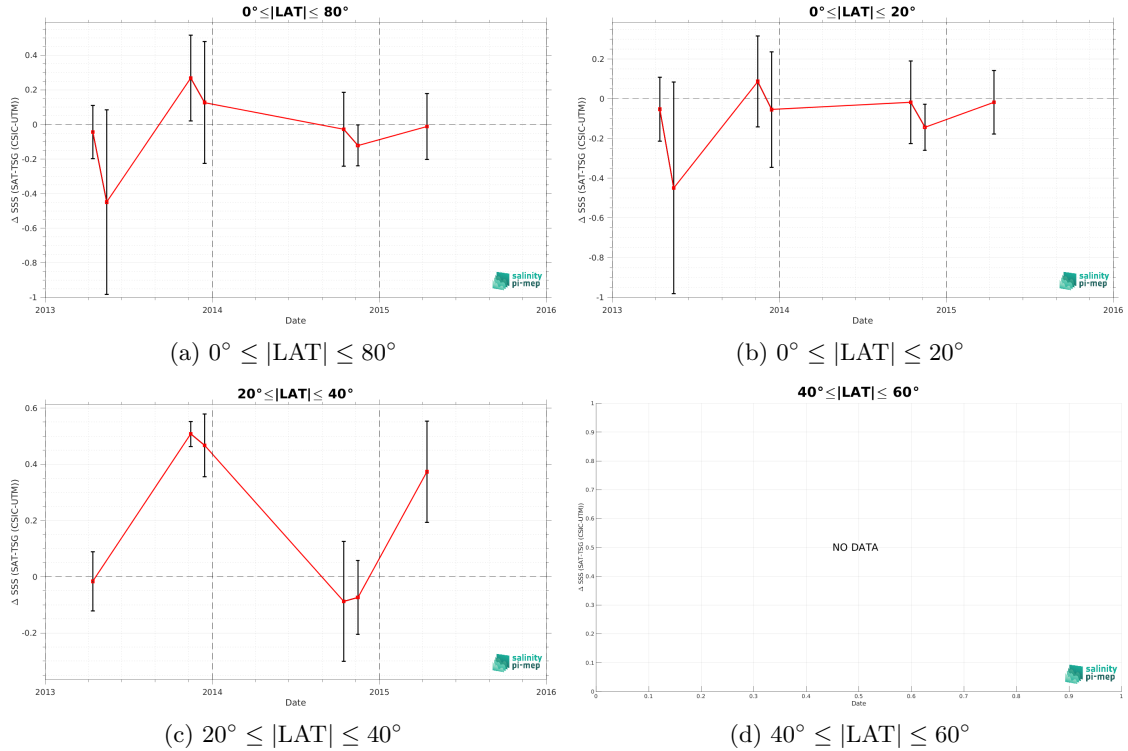 0°≤|LAT|≤ 80°
Δ SSS (SAT-TSG (CSIC-UTM))
0.4
0.2
0
-0.2
-0.4
-0.6
-0.8
-1
2013
2014
2015
2016
Date
salinity
pi-mep
(a) 0° ≤ |LAT| ≤ 80°
0°≤|LAT|≤ 20°
Δ SSS (SAT-TSG (CSIC-UTM))
0.2
0
-0.2
-0.4
-0.6
-0.8
-1
2013
2014
2015
2016
Date
salinity
pi-mep
(b) 0° ≤ |LAT| ≤ 20°
20°≤|LAT|≤ 40°
Δ SSS (SAT-TSG (CSIC-UTM))
0.6
0.4
0.2
0
-0.2
2013
2014
2015
2016
Date
salinity
pi-mep
(c) 20° ≤ |LAT| ≤ 40°
40°≤|LAT|≤ 60°
Δ SSS (SAT-TSG (CSIC-UTM))
1
0.9
0.8
0.7
0.6
0.5
0.4
0.3
0.2
0.1
0
NO DATA
0
0.1
0.2
0.3
0.4
0.5
0.6
0.7
0.8
0.9
1
Date
salinity
pi-mep
(d) 40° ≤ |LAT| ≤ 60°